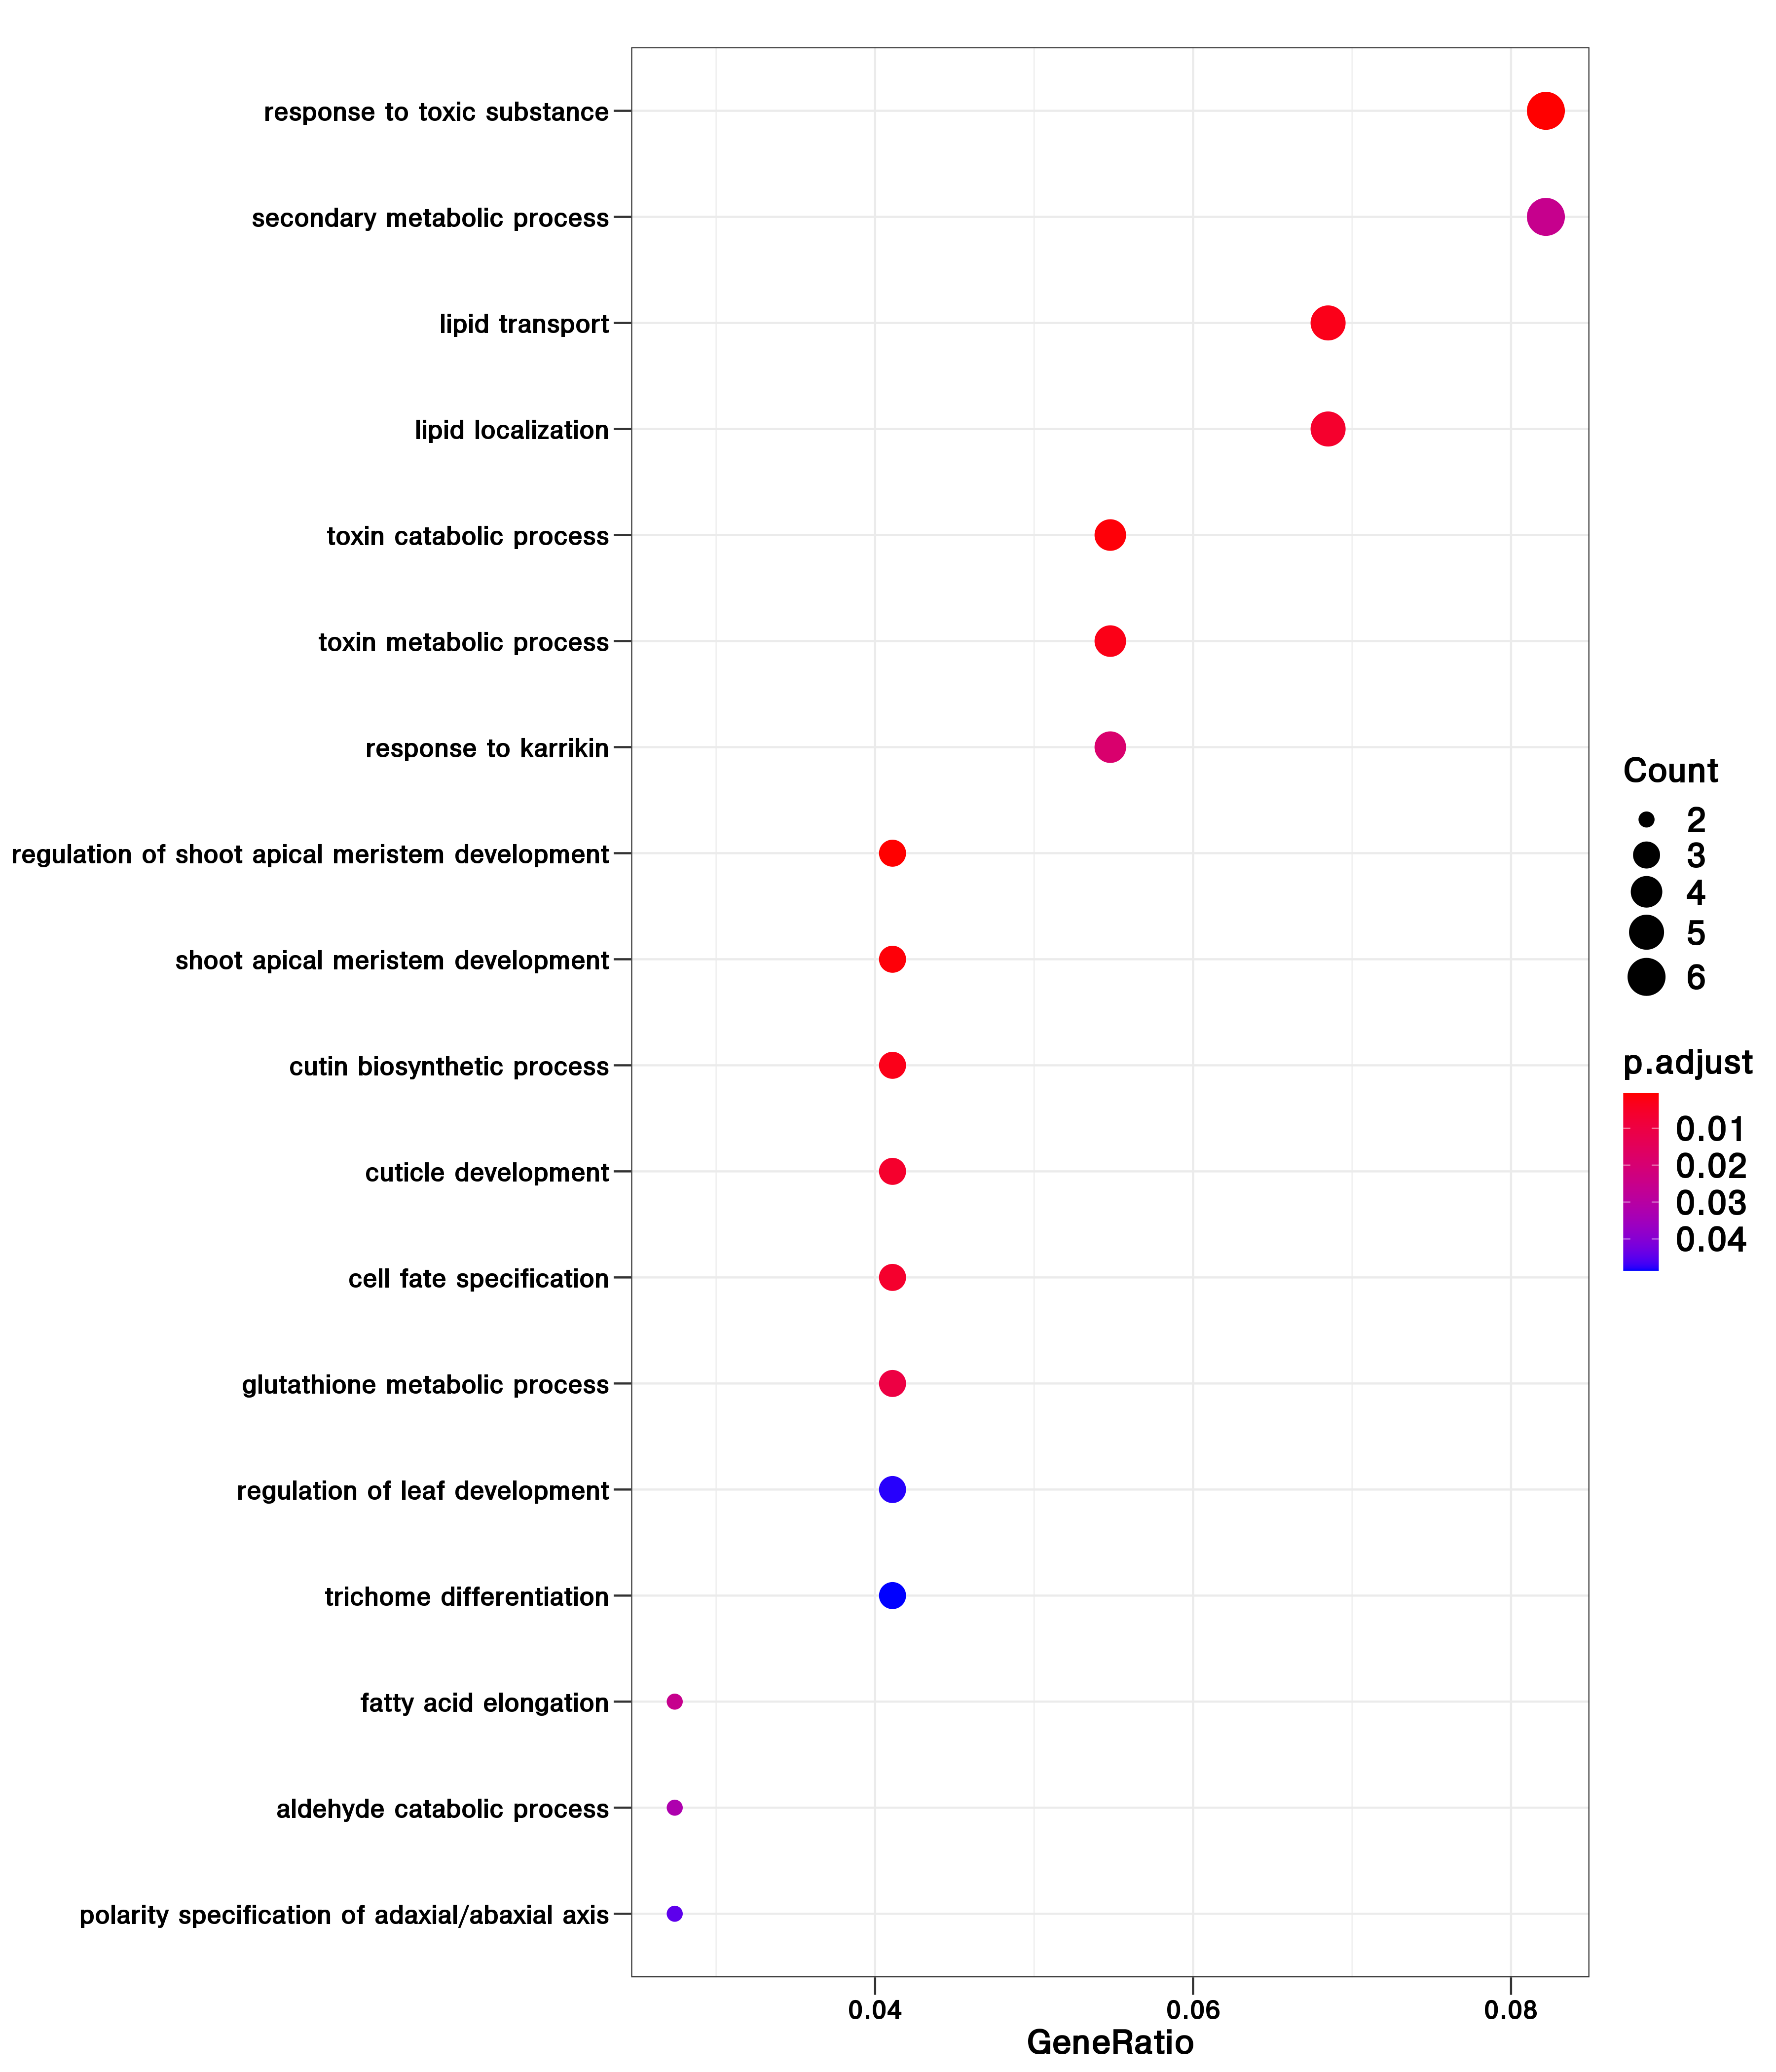 response to toxic substance
secondary metabolic process
lipid transport
lipid localization
toxin catabolic process
toxin metabolic process
response to karrikin
regulation of shoot apical meristem development
shoot apical meristem development
cutin biosynthetic process
cuticle development
cell fate specification
glutathione metabolic process
regulation of leaf development
trichome differentiation
fatty acid elongation
aldehyde catabolic process
polarity specification of adaxial/abaxial axis
0.04 0.06 0.08
GeneRatio
Count
2
3
4
5
6
p.adjust
0.01
0.02
0.03
0.04